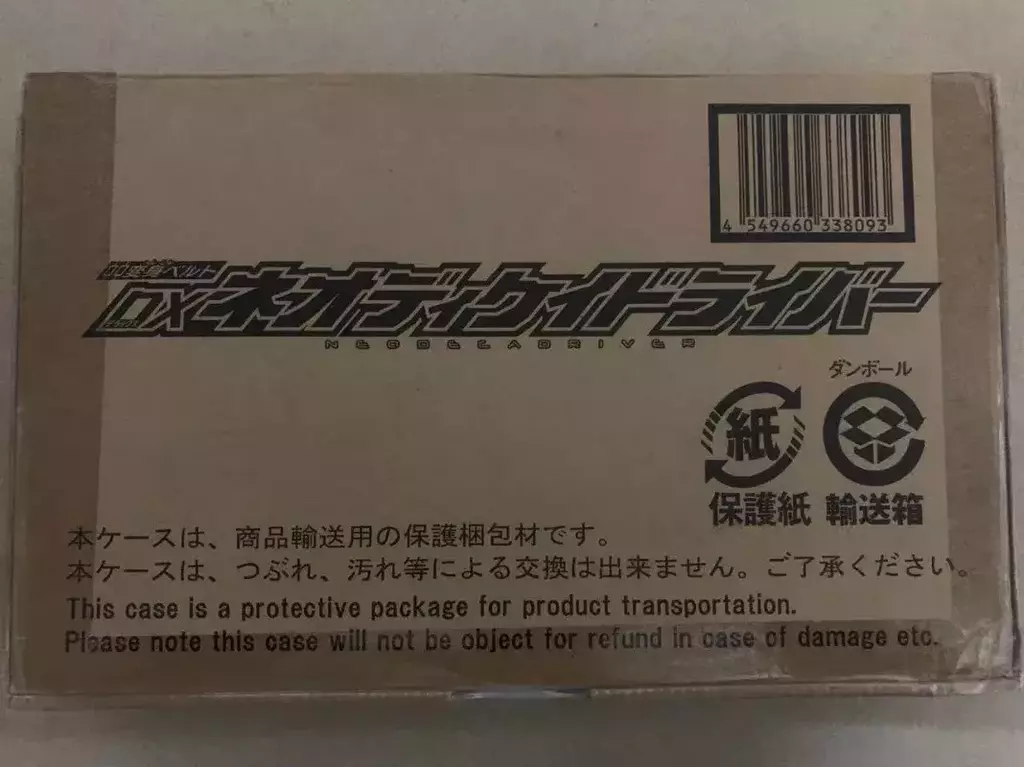 4 549660 338093
変身ベルト
DXネオディケイドドライバー
NEODECADRIVER
ダンボール
紙
保護紙 輸送箱
本ケースは、商品輸送用の保護梱包材です。
本ケースは、つぶれ、汚れ等による交換は出来ません。ご了承ください。
This case is a protective package for product transportation.
Please note this case will not be object for refund in case of damage etc.